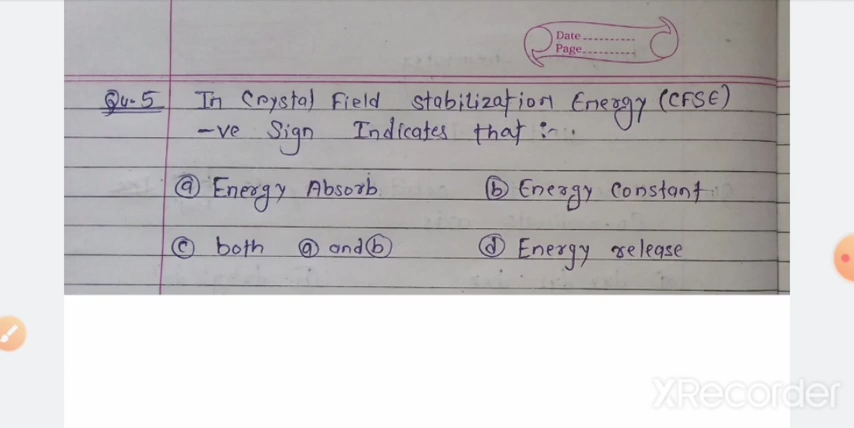 Date
Page
Qu. 5 In Crystal Field Stabilization Energy (CFSE)
-ve Sign Indicates that :-
(a) Energy Absorb (b) Energy Constant
(c) both (a) and (b) (d) Energy release
XRecorder